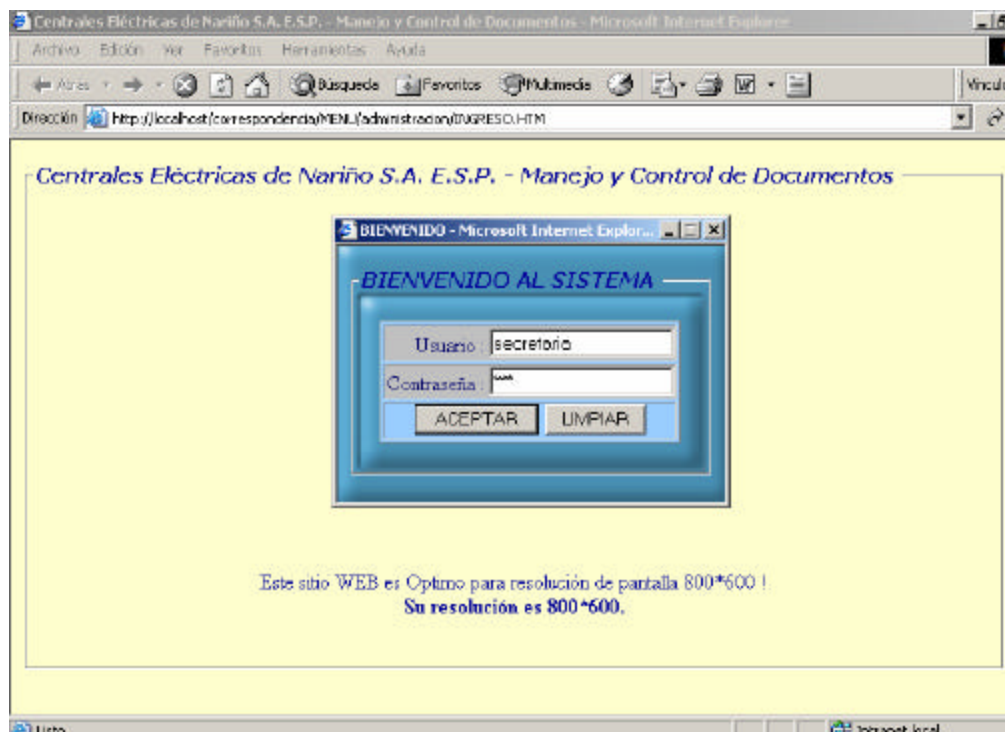 Centrales Eléctricas de Nariño S.A. E.S.P. - Manejo y Control de Documentos - Microsoft Internet Explorer
Archivo Edición Ver Favoritos Herramientas Ayuda
Atrás Búsqueda Favoritos Multimedia
Dirección http://localhost/correspondencia/MENU/administracion/INGRESO.HTM
Centrales Eléctricas de Nariño S.A. E.S.P. - Manejo y Control de Documentos
BIENVENIDO - Microsoft Internet Explor...
BIENVENIDO AL SISTEMA
Usuario : secretario
Contraseña : ****
ACEPTAR LIMPIAR
Este sitio WEB es Optimo para resolución de pantalla 800*600 !
Su resolución es 800*600.
Listo Intranet local